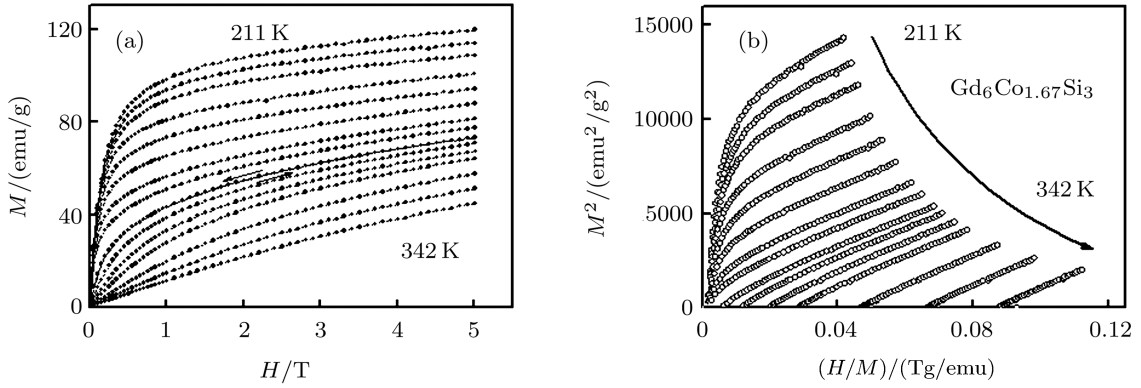 (a)
211 K
342 K
120
80
40
0
0 1 2 3 4 5
M/(emu/g)
H/T
(b)
211 K
Gd₆Co₁.₆₇Si₃
342 K
15000
10000
5000
0
0 0.04 0.08 0.12
M²/(emu²/g²)
(H/M)/(Tg/emu)